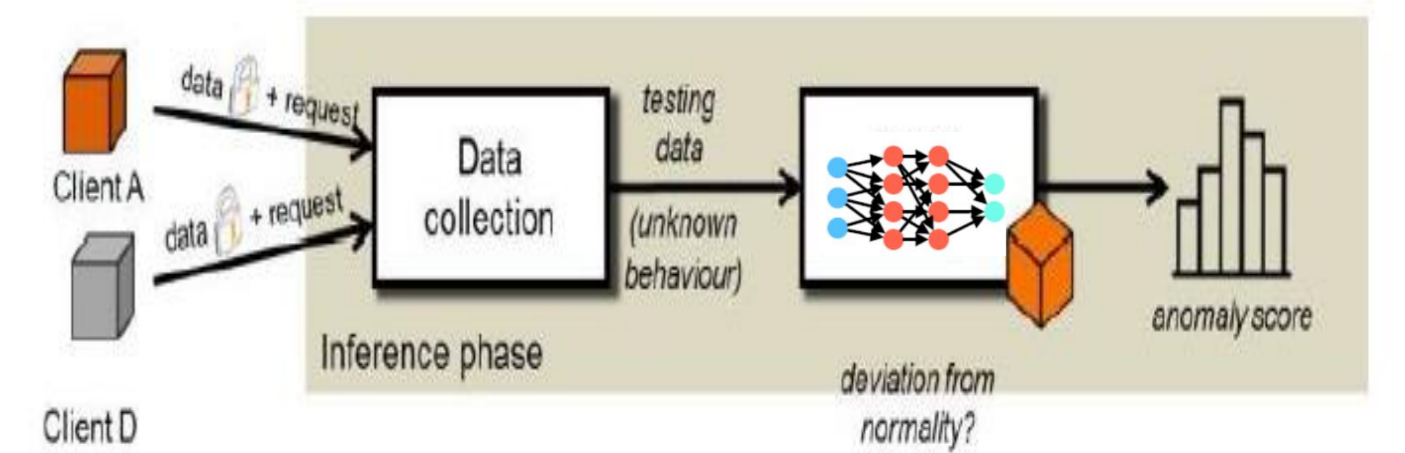 data + request
Client A
data + request
Client D
Data
collection
testing
data
(unknown
behaviour)
Inference phase
deviation from
normality?
anomaly score